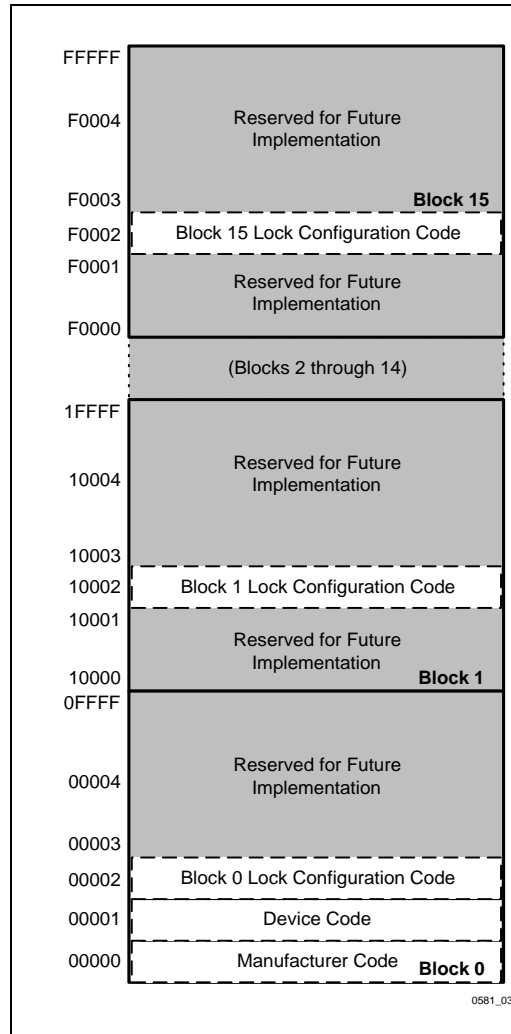 FFFFF
F0004
Reserved for Future
Implementation
F0003
Block 15
F0002
Block 15 Lock Configuration Code
F0001
Reserved for Future
Implementation
F0000
(Blocks 2 through 14)
1FFFF
Reserved for Future
Implementation
10004
10003
10002
Block 1 Lock Configuration Code
10001
Reserved for Future
Implementation
10000
Block 1
0FFFF
Reserved for Future
Implementation
00004
00003
00002
Block 0 Lock Configuration Code
00001
Device Code
00000
Manufacturer Code
Block 0
0581_03